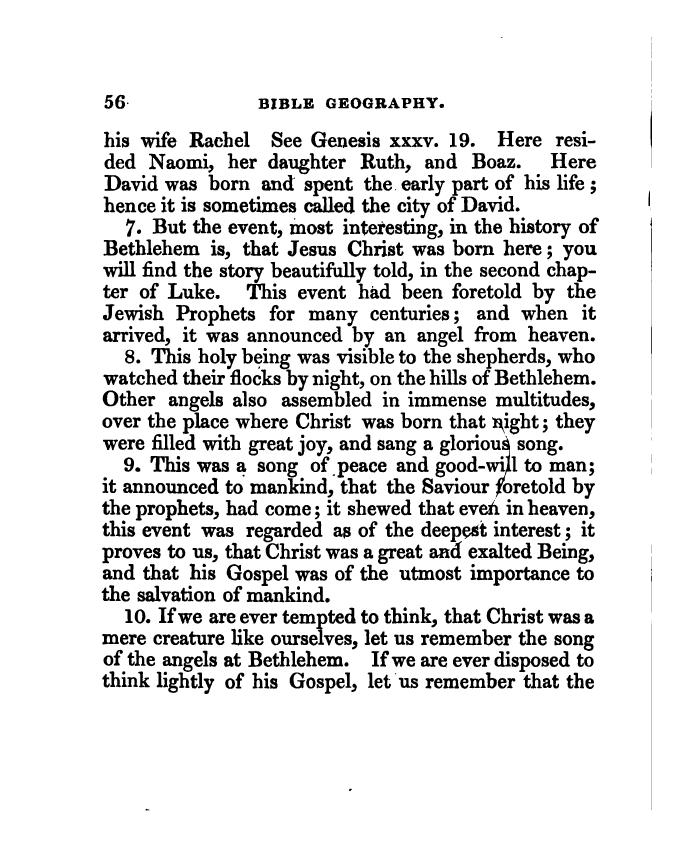 56 BIBLE GEOGRAPHY.
his wife Rachel See Genesis xxxv. 19. Here resi-
ded Naomi, her daughter Ruth, and Boaz. Here
David was born and spent the early part of his life;
hence it is sometimes called the city of David.
7. But the event, most interesting, in the history of
Bethlehem is, that Jesus Christ was born here; you
will find the story beautifully told, in the second chap-
ter of Luke. This event had been foretold by the
Jewish Prophets for many centuries; and when it
arrived, it was announced by an angel from heaven.
8. This holy being was visible to the shepherds, who
watched their flocks by night, on the hills of Bethlehem.
Other angels also assembled in immense multitudes,
over the place where Christ was born that night; they
were filled with great joy, and sang a glorious song.
9. This was a song of peace and good-will to man;
it announced to mankind, that the Saviour foretold by
the prophets, had come; it shewed that even in heaven,
this event was regarded as of the deepest interest; it
proves to us, that Christ was a great and exalted Being,
and that his Gospel was of the utmost importance to
the salvation of mankind.
10. If we are ever tempted to think, that Christ was a
mere creature like ourselves, let us remember the song
of the angels at Bethlehem. If we are ever disposed to
think lightly of his Gospel, let us remember that the